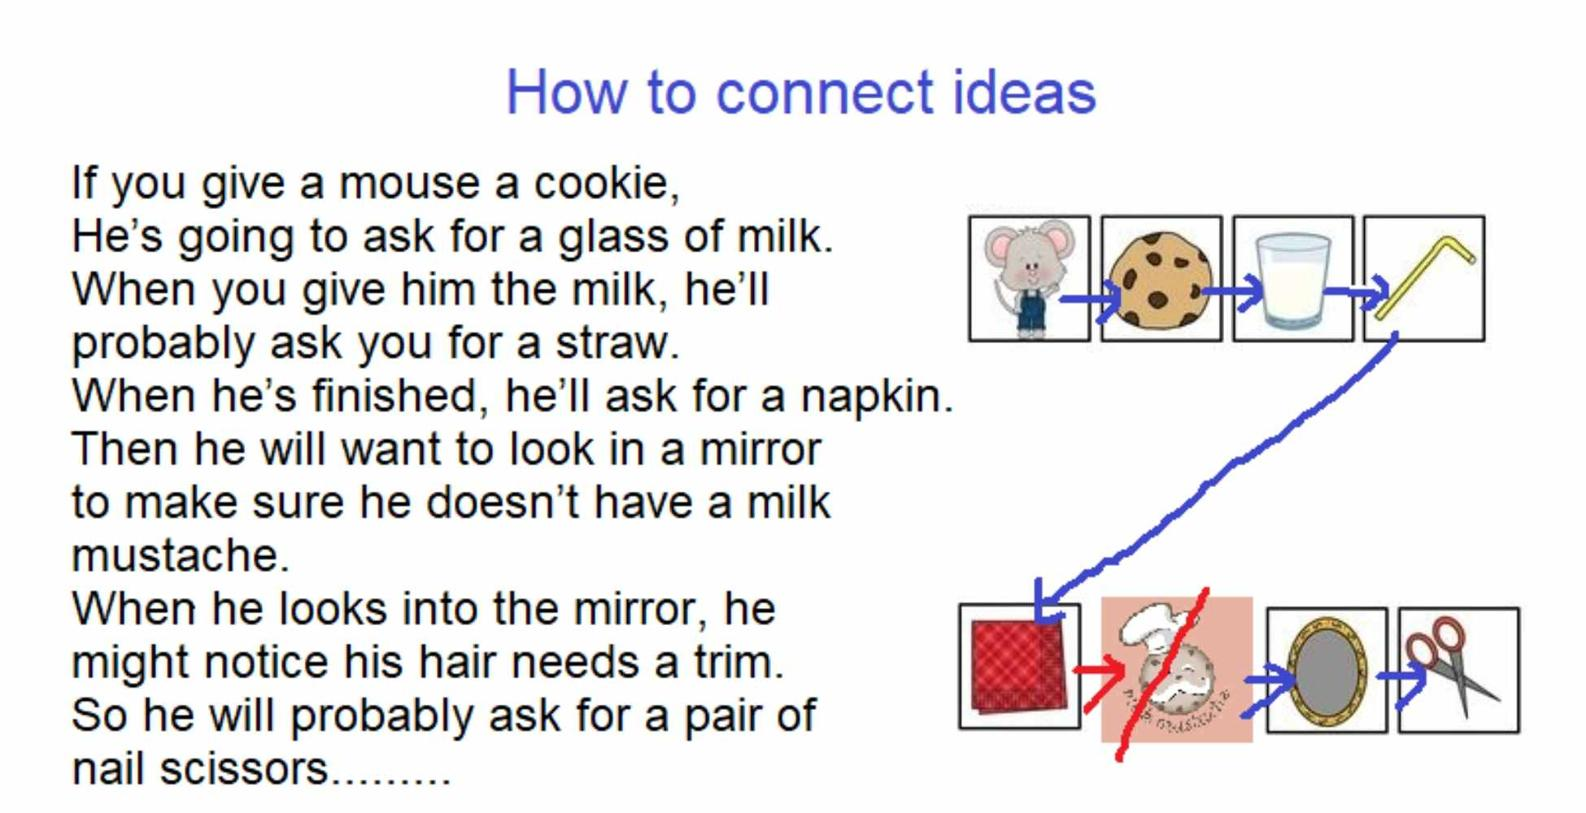 How to connect ideas
If you give a mouse a cookie,
He’s going to ask for a glass of milk.
When you give him the milk, he’ll
probably ask you for a straw.
When he’s finished, he’ll ask for a napkin.
Then he will want to look in a mirror
to make sure he doesn’t have a milk
mustache.
When he looks into the mirror, he
might notice his hair needs a trim.
So he will probably ask for a pair of
nail scissors.........